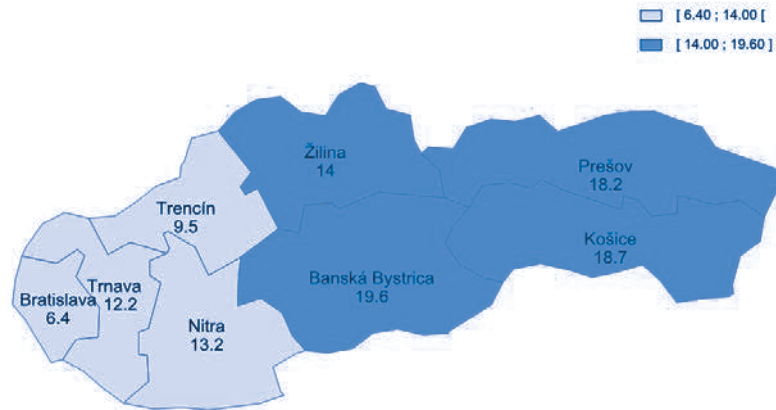 [ 6.40 ; 14.00 [
[ 14.00 ; 19.60 ]
Žilina
14
Prešov
18.2
Trencín
9.5
Košice
18.7
Banská Bystrica
19.6
Trnava
12.2
Bratislava
6.4
Nitra
13.2